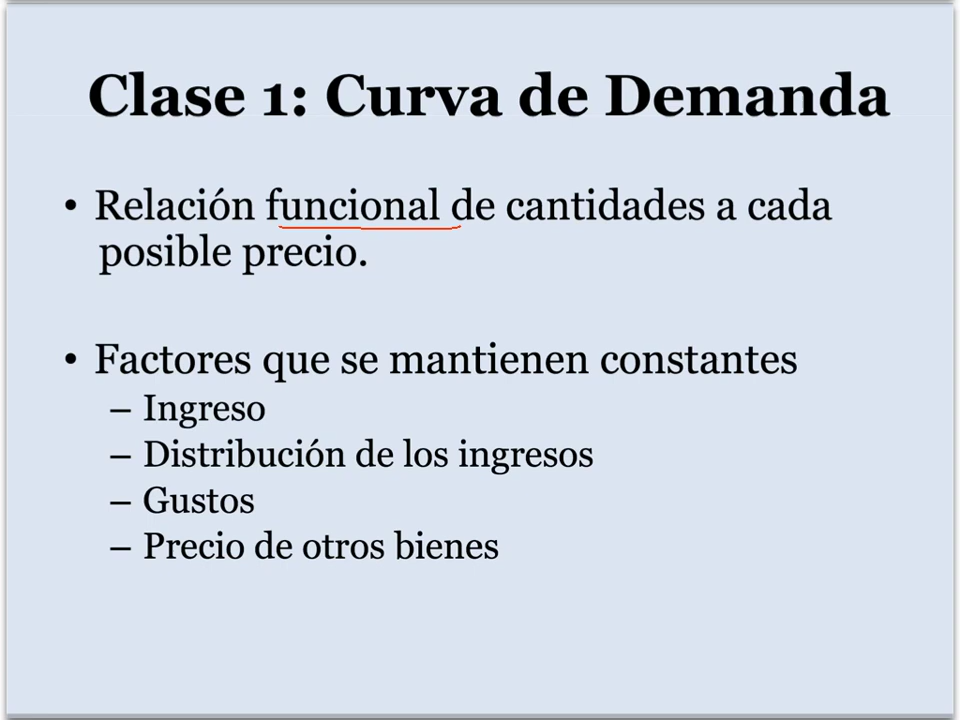 Clase 1: Curva de Demanda
• Relación funcional de cantidades a cada
posible precio.
• Factores que se mantienen constantes
– Ingreso
– Distribución de los ingresos
– Gustos
– Precio de otros bienes